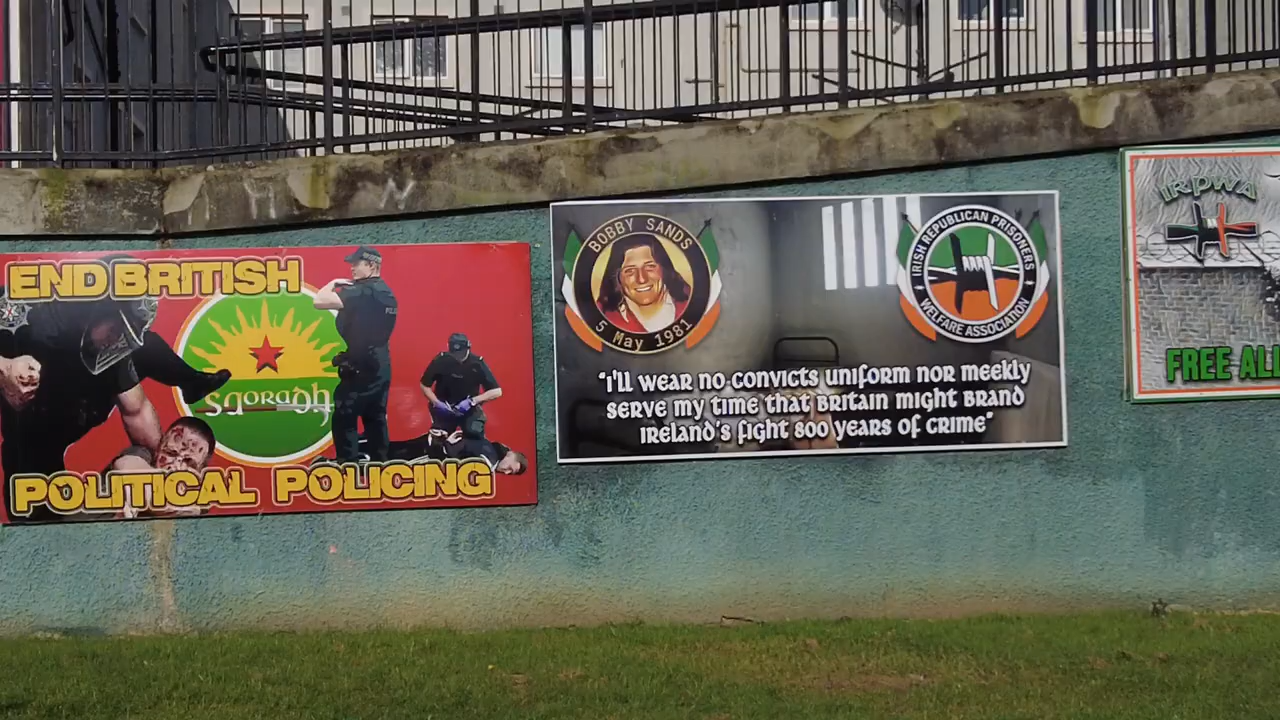 END BRITISH
saoradh
POLITICAL POLICING
BOBBY SANDS
5 May 1981
IRISH REPUBLICAN PRISONERS
WELFARE ASSOCIATION
"I'll wear no convicts uniform nor meekly
serve my time that Britain might brand
Ireland's fight 800 years of crime"
IRPWA
FREE ALL